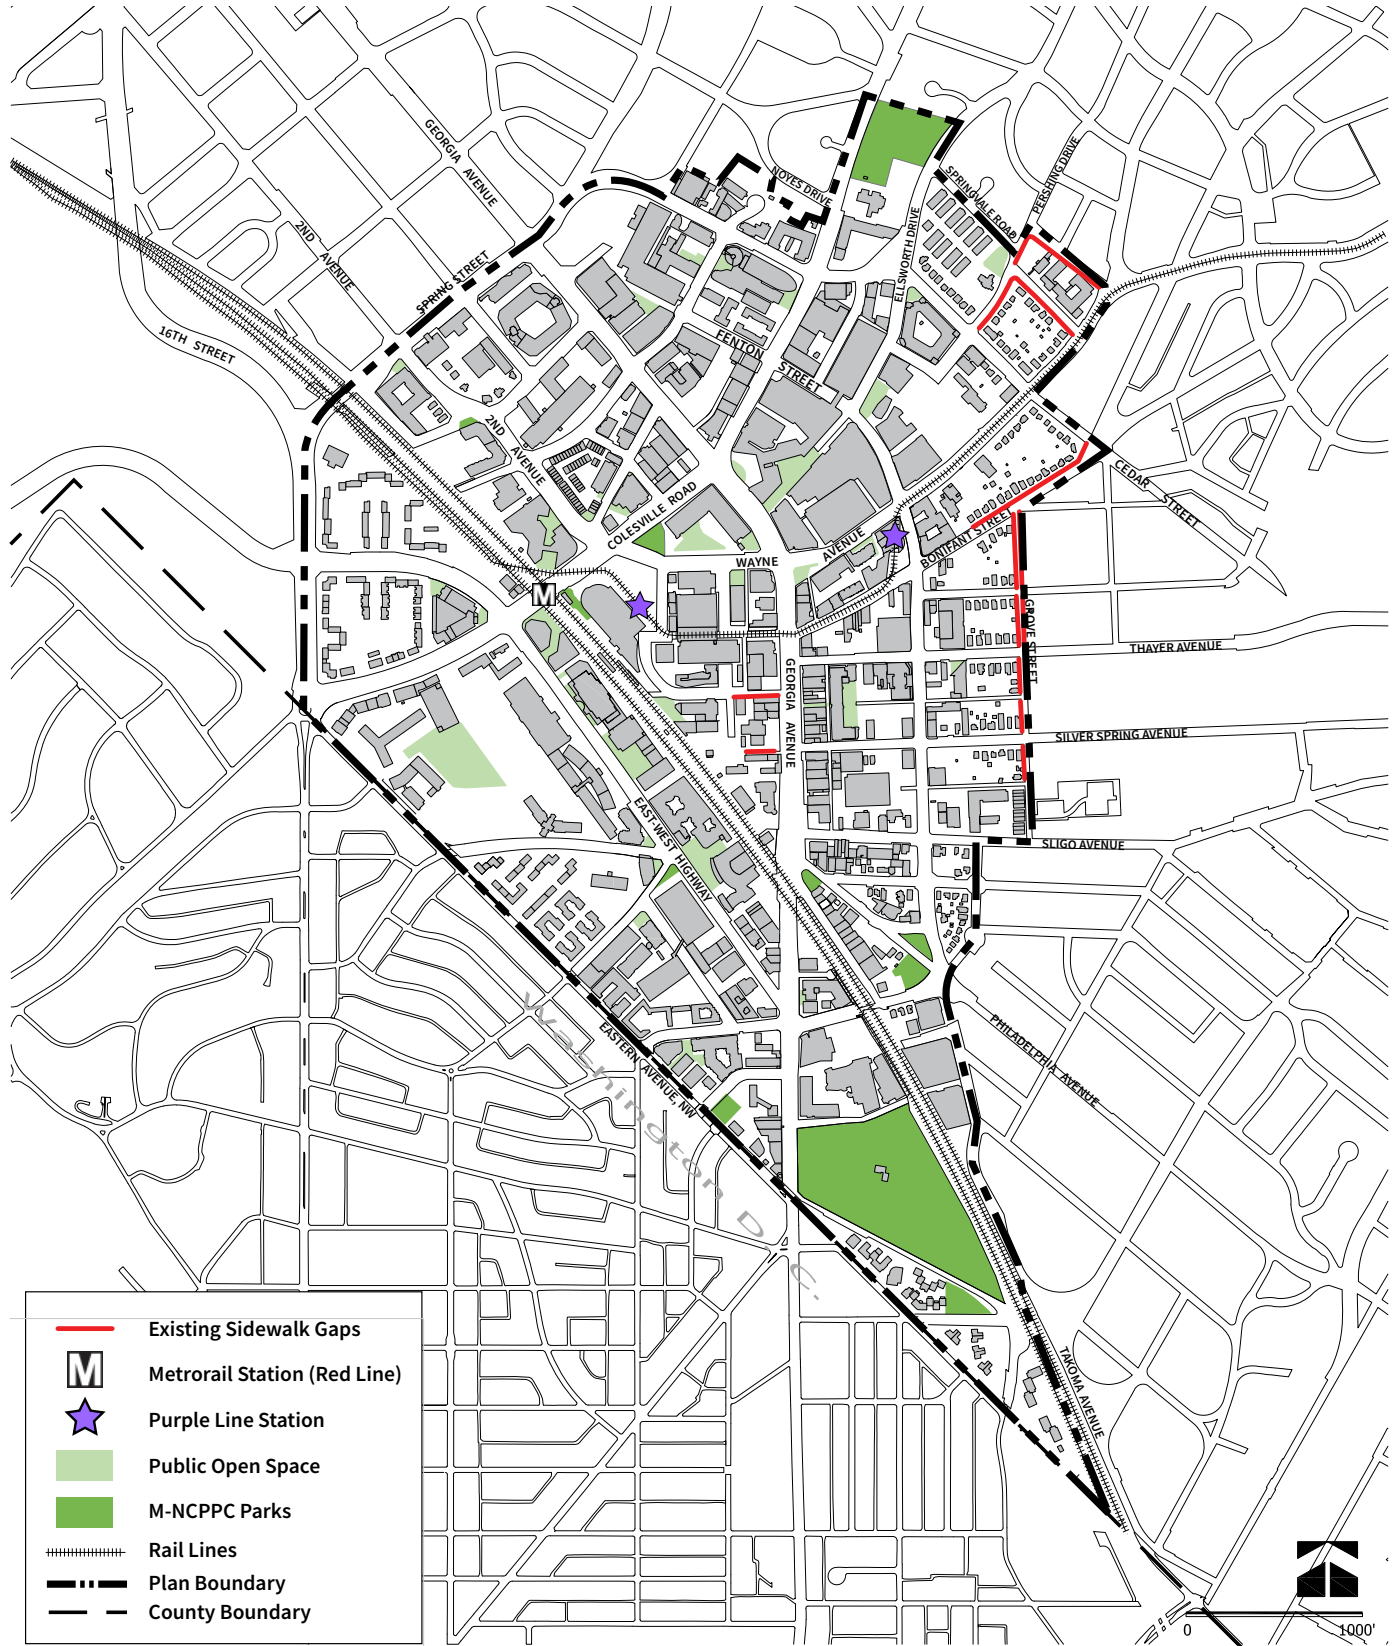 GEORGIA AVENUE
2ND AVENUE
SPRING STREET
16TH STREET
NOYES DRIVE
SPRINGVALE ROAD
PERSHING DRIVE
ELLSWORTH DRIVE
FENTON STREET
2ND AVENUE
COLESVILLE ROAD
CEDAR STREET
BONIFANT STREET
WAYNE AVENUE
M
GROVE STREET
THAYER AVENUE
GEORGIA AVENUE
SILVER SPRING AVENUE
EAST-WEST HIGHWAY
SLIGO AVENUE
PHILADELPHIA AVENUE
EASTERN AVENUE, NW
Washington D. C.
TAKOMA AVENUE
Existing Sidewalk Gaps
M Metrorail Station (Red Line)
Purple Line Station
Public Open Space
M-NCPPC Parks
Rail Lines
Plan Boundary
County Boundary
0 1000'